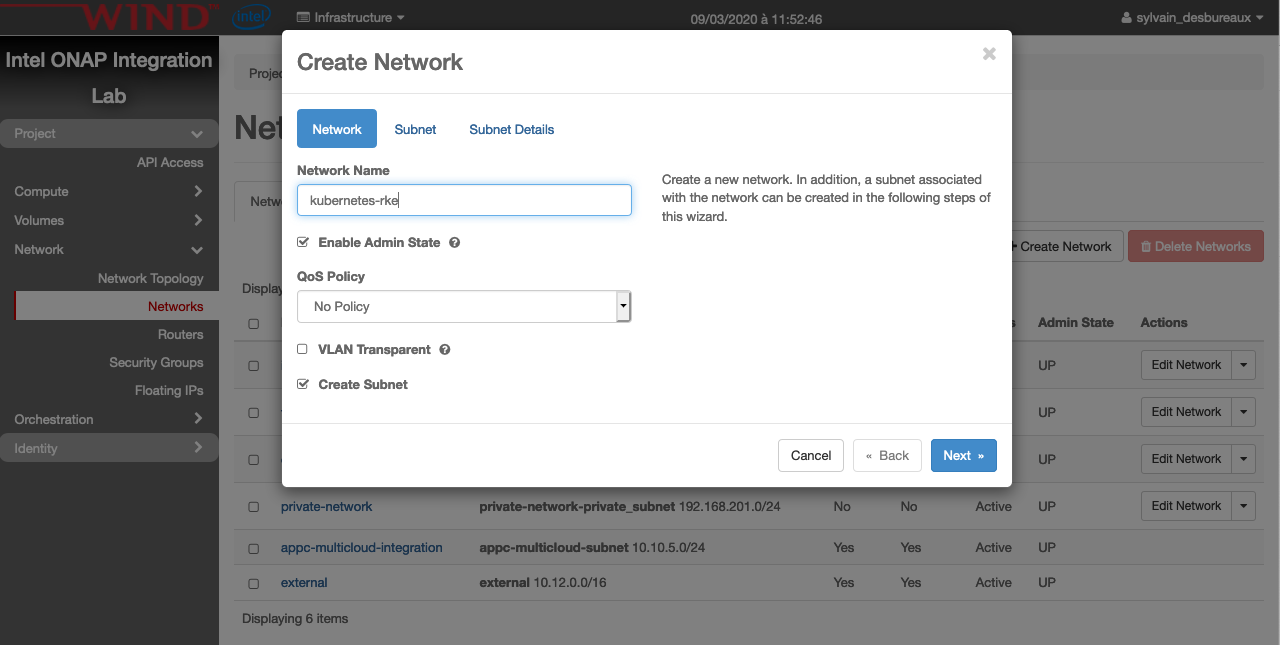 WIND
intel
Infrastructure
09/03/2020 à 11:52:46
sylvain_desbureaux
Intel ONAP Integration
Lab
Project
API Access
Compute
Volumes
Network
Network Topology
Networks
Routers
Security Groups
Floating IPs
Orchestration
Identity
Create Network
×
Network Subnet Subnet Details
Network Name
kubernetes-rke
Enable Admin State
QoS Policy
No Policy
VLAN Transparent
Create Subnet
Create a new network. In addition, a subnet associated
with the network can be created in the following steps of
this wizard.
Cancel « Back Next »
Create Network Delete Networks
Admin State Actions
UP Edit Network
UP Edit Network
UP Edit Network
private-network private-network-private_subnet 192.168.201.0/24 No No Active UP Edit Network
appc-multicloud-integration appc-multicloud-subnet 10.10.5.0/24 Yes Yes Active UP
external external 10.12.0.0/16 Yes Yes Active UP
Displaying 6 items